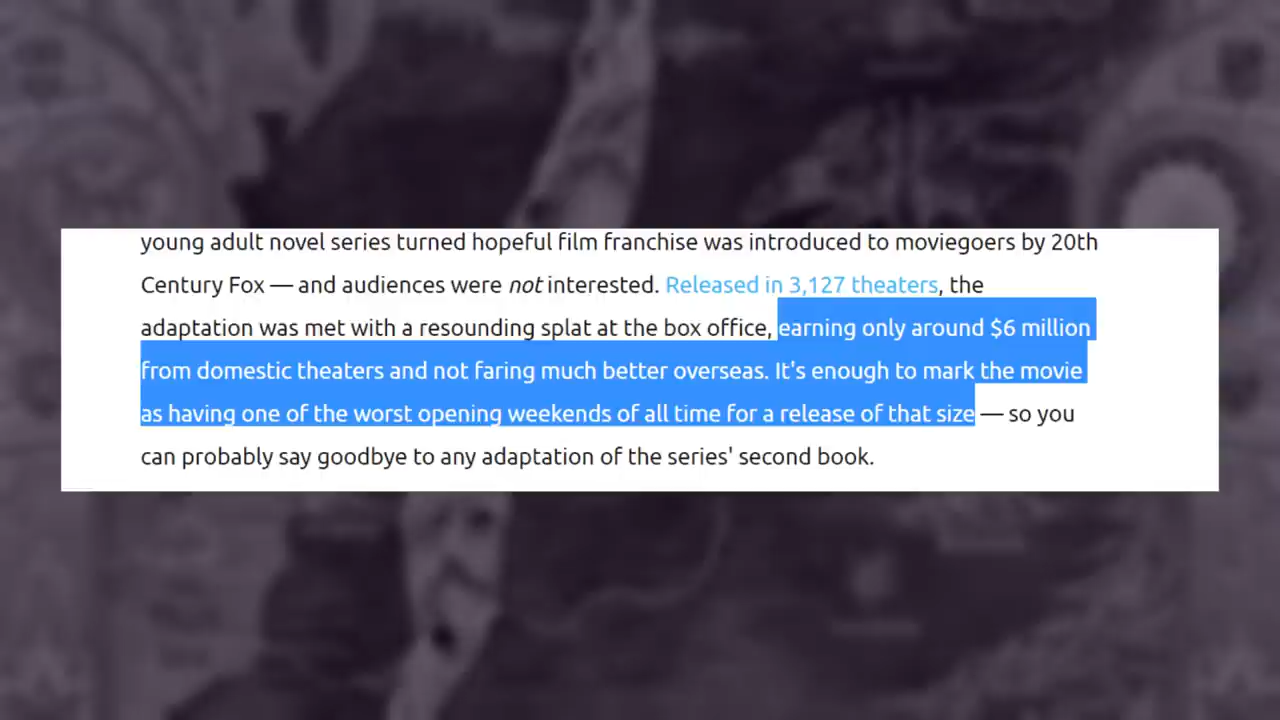 young adult novel series turned hopeful film franchise was introduced to moviegoers by 20th
Century Fox — and audiences were not interested. Released in 3,127 theaters, the
adaptation was met with a resounding splat at the box office, earning only around $6 million
from domestic theaters and not faring much better overseas. It's enough to mark the movie
as having one of the worst opening weekends of all time for a release of that size — so you
can probably say goodbye to any adaptation of the series' second book.